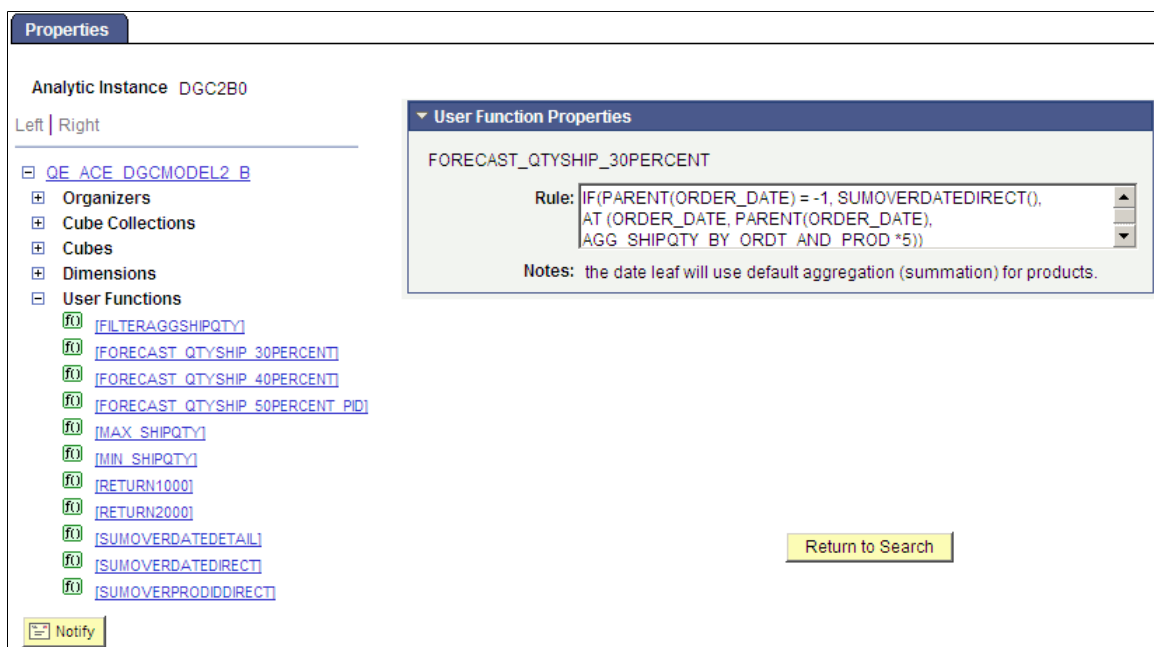 Properties
Analytic Instance DGC2B0
Left | Right
QE_ACE_DGCMODEL2_B
Organizers
Cube Collections
Cubes
Dimensions
User Functions
f() [FILTERAGGSHIPQTY]
f() [FORECAST_QTYSHIP_30PERCENT]
f() [FORECAST_QTYSHIP_40PERCENT]
f() [FORECAST_QTYSHIP_50PERCENT_PID]
f() [MAX_SHIPQTY]
f() [MIN_SHIPQTY]
f() [RETURN1000]
f() [RETURN2000]
f() [SUMOVERDATEDETAIL]
f() [SUMOVERDATEDIRECT]
f() [SUMOVERPRODIDDIRECT]
Notify
User Function Properties
FORECAST_QTYSHIP_30PERCENT
Rule: IF(PARENT(ORDER_DATE) = -1, SUMOVERDATEDIRECT(),
AT (ORDER_DATE, PARENT(ORDER_DATE),
AGG_SHIPQTY_BY_ORDT_AND_PROD *5))
Notes: the date leaf will use default aggregation (summation) for products.
Return to Search